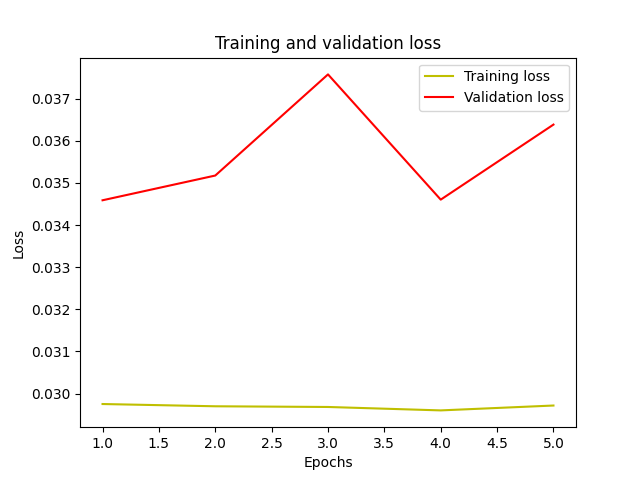 Training and validation loss
Training loss
Validation loss
0.037
0.036
0.035
0.034
0.033
0.032
0.031
0.030
Loss
1.0 1.5 2.0 2.5 3.0 3.5 4.0 4.5 5.0
Epochs